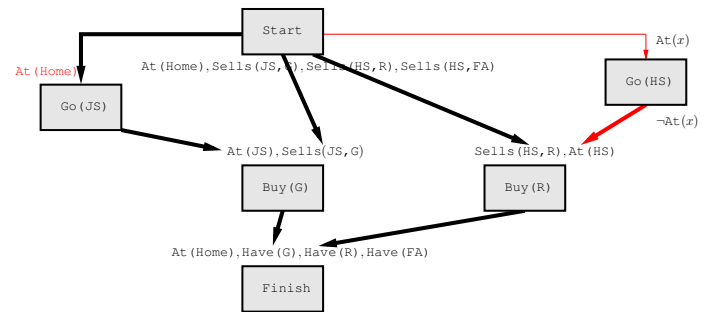 Start
At(x)
At(Home),Sells(JS,G),Sells(HS,R),Sells(HS,FA)
At(Home)
Go(HS)
Go(JS)
¬At(x)
At(JS),Sells(JS,G)
Sells(HS,R),At(HS)
Buy(G)
Buy(R)
At(Home),Have(G),Have(R),Have(FA)
Finish